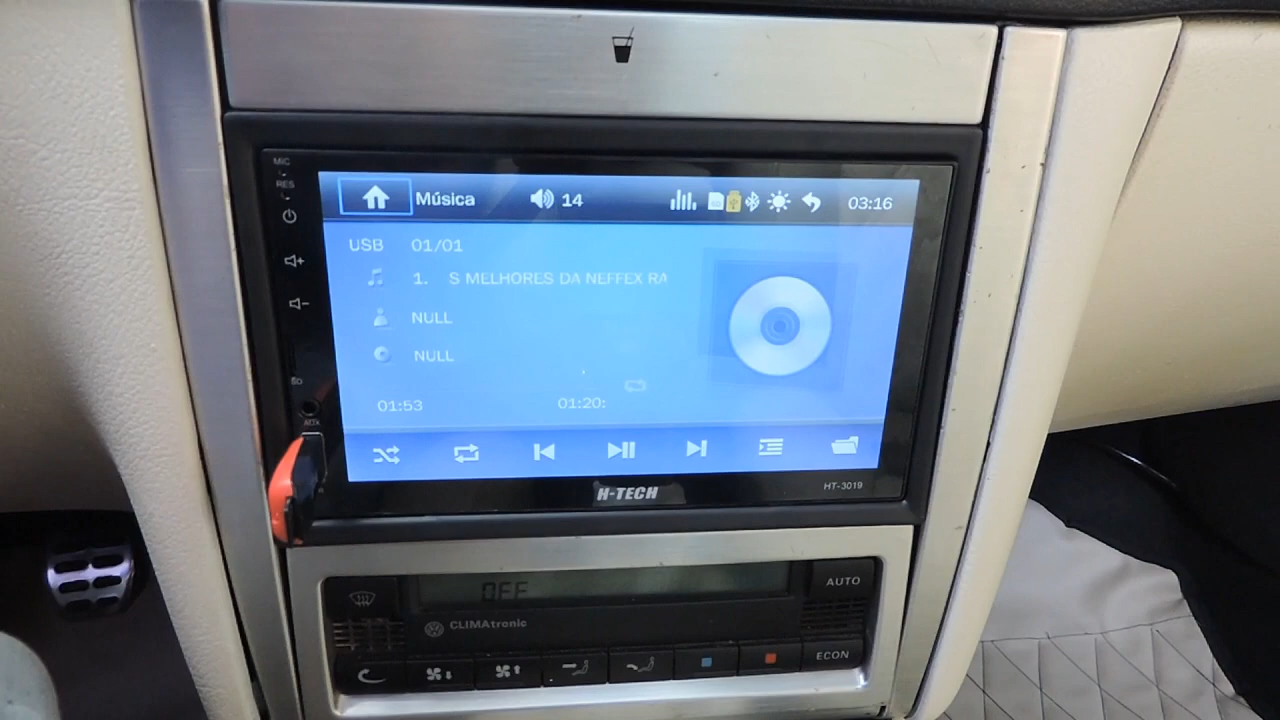 MIC
RES
Música 14 03:16
USB 01/01
1. S MELHORES DA NEFFEX RA
NULL
NULL
01:53 01:20:
AUX
H-TECH
HT-3019
OFF
AUTO
CLIMAtronic
ECON